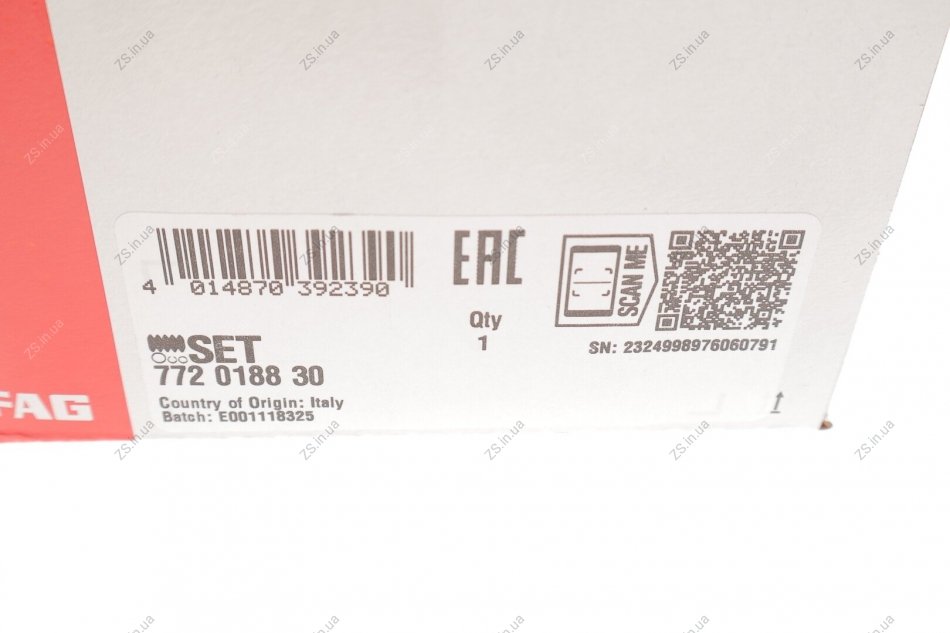 4 014870 392390
EAC
Qty
1
SCAN ME
SN: 2324998976060791
SET
772 0188 30
Country of Origin: Italy
Batch: E001118325
FAG
ZS.in.ua